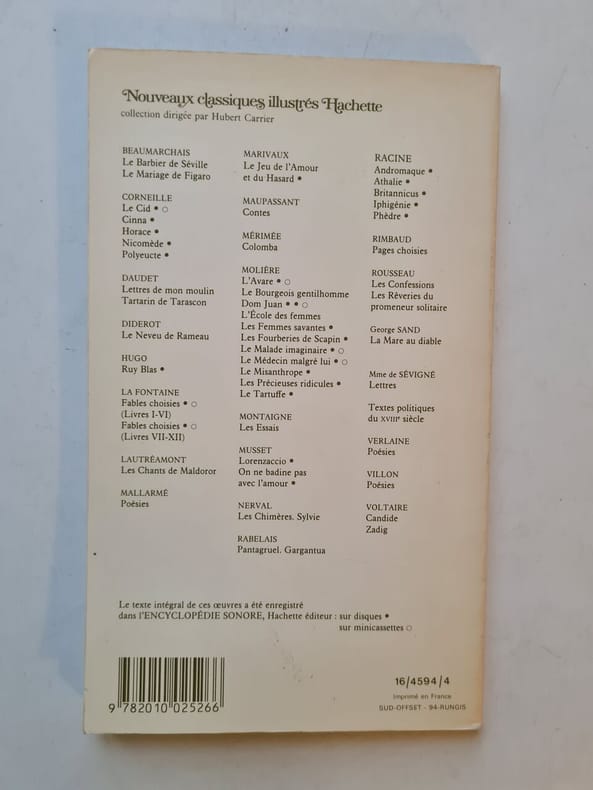 Nouveaux classiques illustrés Hachette
collection dirigée par Hubert Carrier
BEAUMARCHAIS
Le Barbier de Séville
Le Mariage de Figaro
CORNEILLE
Le Cid • ○
Cinna •
Horace •
Nicomède •
Polyeucte •
DAUDET
Lettres de mon moulin
Tartarin de Tarascon
DIDEROT
Le Neveu de Rameau
HUGO
Ruy Blas •
LA FONTAINE
Fables choisies • ○
(Livres I-VI)
Fables choisies • ○
(Livres VII-XII)
LAUTRÉAMONT
Les Chants de Maldoror
MALLARMÉ
Poésies
MARIVAUX
Le Jeu de l'Amour
et du Hasard •
MAUPASSANT
Contes
MÉRIMÉE
Colomba
MOLIÈRE
L'Avare • ○
Le Bourgeois gentilhomme
Dom Juan • • ○
L'École des femmes
Les Femmes savantes •
Les Fourberies de Scapin •
Le Malade imaginaire • ○
Le Médecin malgré lui • ○
Le Misanthrope •
Les Précieuses ridicules •
Le Tartuffe •
MONTAIGNE
Les Essais
MUSSET
Lorenzaccio •
On ne badine pas
avec l'amour •
NERVAL
Les Chimères. Sylvie
RABELAIS
Pantagruel. Gargantua
RACINE
Andromaque •
Athalie •
Britannicus •
Iphigénie •
Phèdre •
RIMBAUD
Pages choisies
ROUSSEAU
Les Confessions
Les Rêveries du
promeneur solitaire
George SAND
La Mare au diable
Mme de SÉVIGNÉ
Lettres
Textes politiques
du XVIIIe siècle
VERLAINE
Poésies
VILLON
Poésies
VOLTAIRE
Candide
Zadig
Le texte intégral de ces œuvres a été enregistré
dans l'ENCYCLOPÉDIE SONORE, Hachette éditeur : sur disques •
sur minicassettes ○
9 782010 025266
16/4594/4
Imprimé en France
SUD-OFFSET - 94-RUNGIS